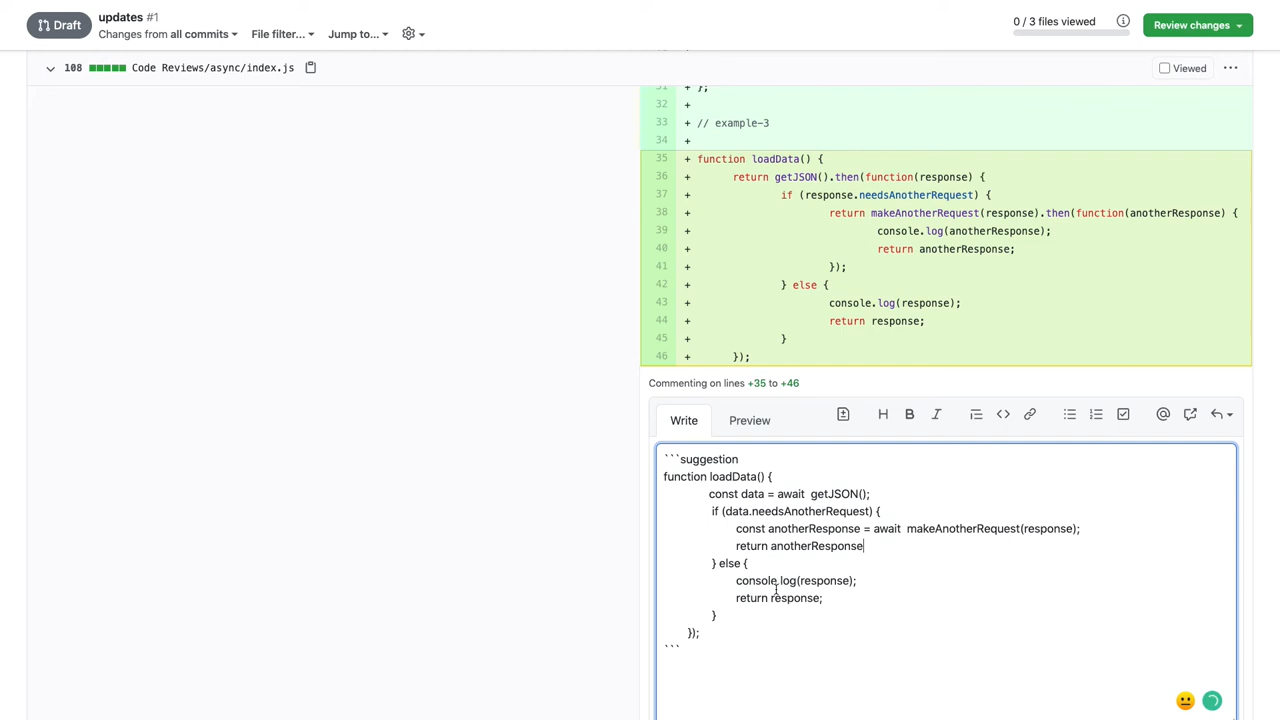 Draft
updates #1
Changes from all commits
File filter...
Jump to...
0 / 3 files viewed
Review changes
108
Code Reviews/async/index.js
Viewed
31 + };
32 +
33 + // example-3
34 +
35 + function loadData() {
36 + return getJSON().then(function(response) {
37 + if (response.needsAnotherRequest) {
38 + return makeAnotherRequest(response).then(function(anotherResponse) {
39 + console.log(anotherResponse);
40 + return anotherResponse;
41 + });
42 + } else {
43 + console.log(response);
44 + return response;
45 + }
46 + });
Commenting on lines +35 to +46
Write
Preview
```suggestion
function loadData() {
const data = await  getJSON();
if (data.needsAnotherRequest) {
const anotherResponse = await  makeAnotherRequest(response);
return anotherResponse
} else {
console.log(response);
return response;
}
});
```